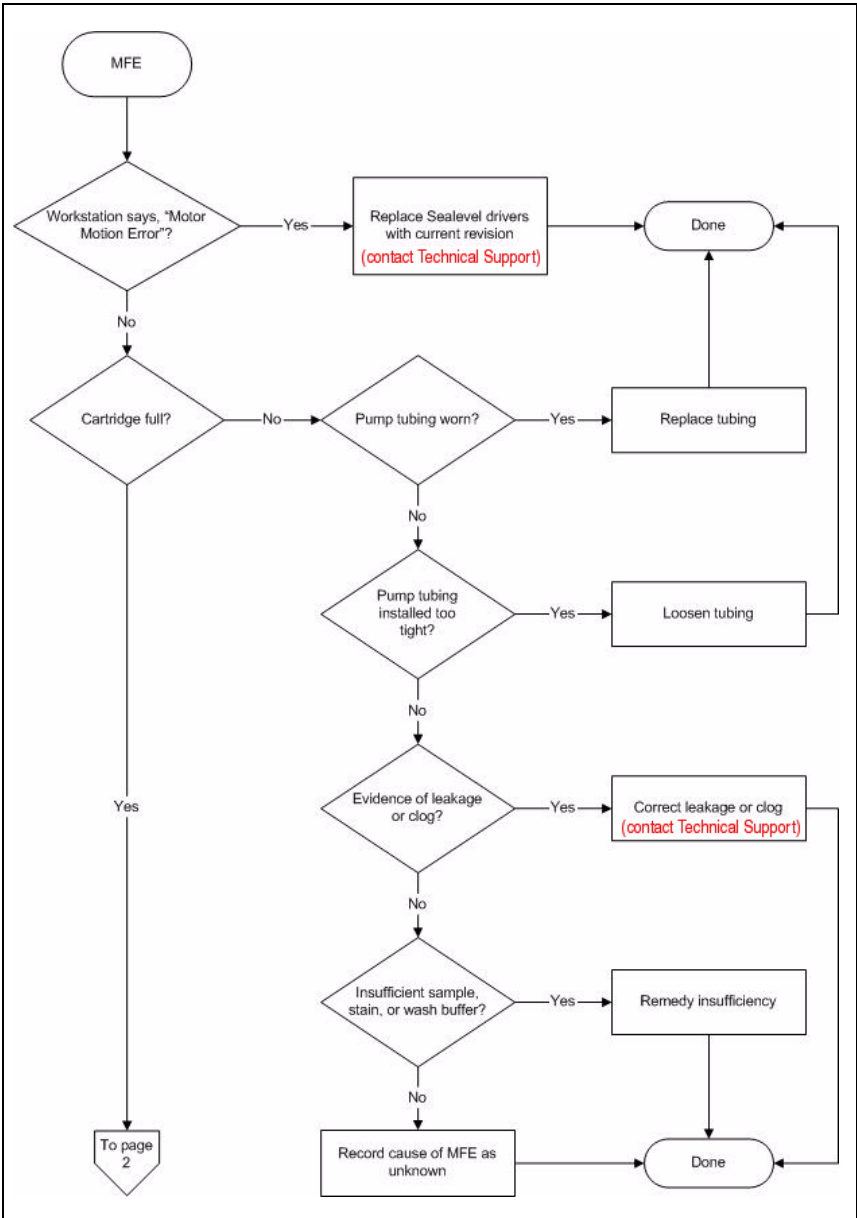 MFE
Workstation says, “Motor
Motion Error”?
Yes
Replace Sealevel drivers
with current revision
(contact Technical Support)
Done
No
Cartridge full?
No
Pump tubing worn?
Yes
Replace tubing
No
Pump tubing
installed too
tight?
Yes
Loosen tubing
No
Evidence of leakage
or clog?
Yes
Correct leakage or clog
(contact Technical Support)
Yes
No
Insufficient sample,
stain, or wash buffer?
Yes
Remedy insufficiency
No
To page
2
Record cause of MFE as
unknown
Done